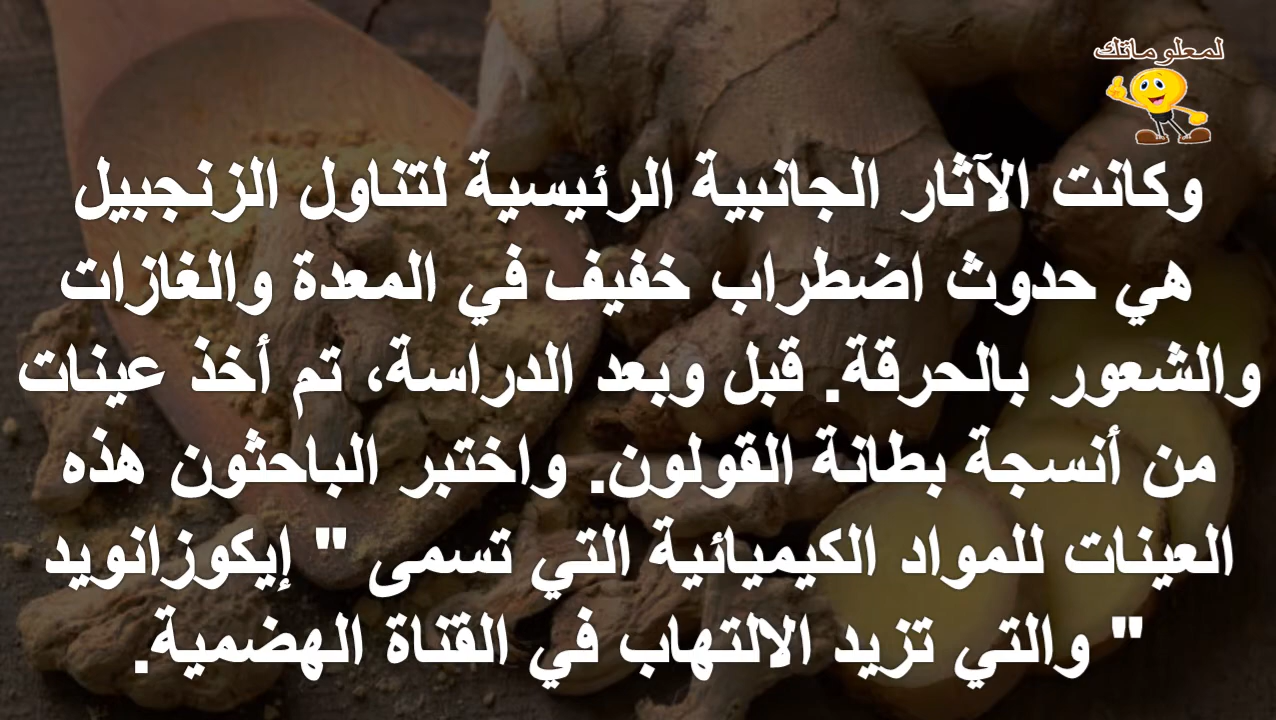 لمعلوماتك
وكانت الآثار الجانبية الرئيسية لتناول الزنجبيل
هي حدوث اضطراب خفيف في المعدة والغازات
والشعور بالحرقة. قبل وبعد الدراسة، تم أخذ عينات
من أنسجة بطانة القولون. واختبر الباحثون هذه
العينات للمواد الكيميائية التي تسمى " إيكوزانويد
" والتي تزيد الالتهاب في القناة الهضمية.